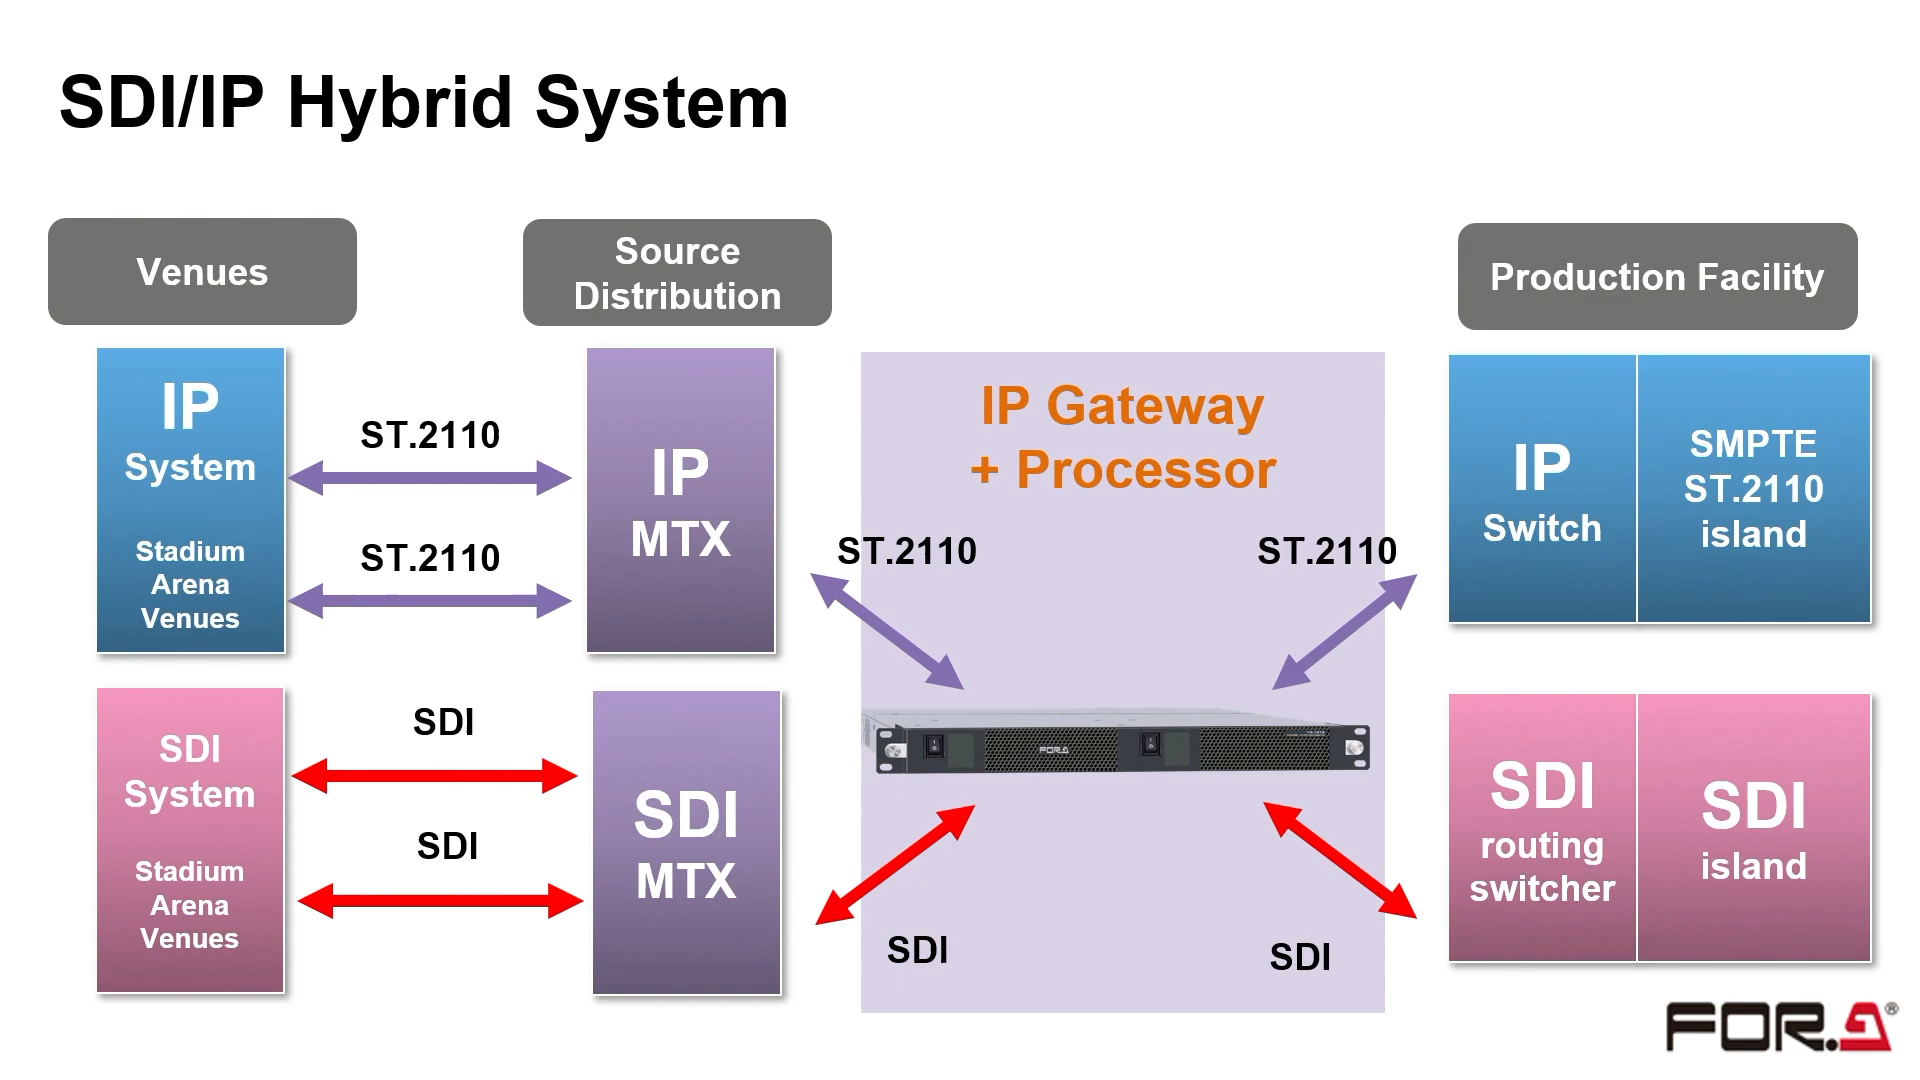 SDI/IP Hybrid System
Venues
Source
Distribution
Production Facility
IP
System
Stadium
Arena
Venues
ST.2110
ST.2110
IP
MTX
IP Gateway
+ Processor
ST.2110
ST.2110
IP
Switch
SMPTE
ST.2110
island
SDI
System
Stadium
Arena
Venues
SDI
SDI
SDI
MTX
FOR.A
SDI
SDI
SDI
routing
switcher
SDI
island
FOR.A®